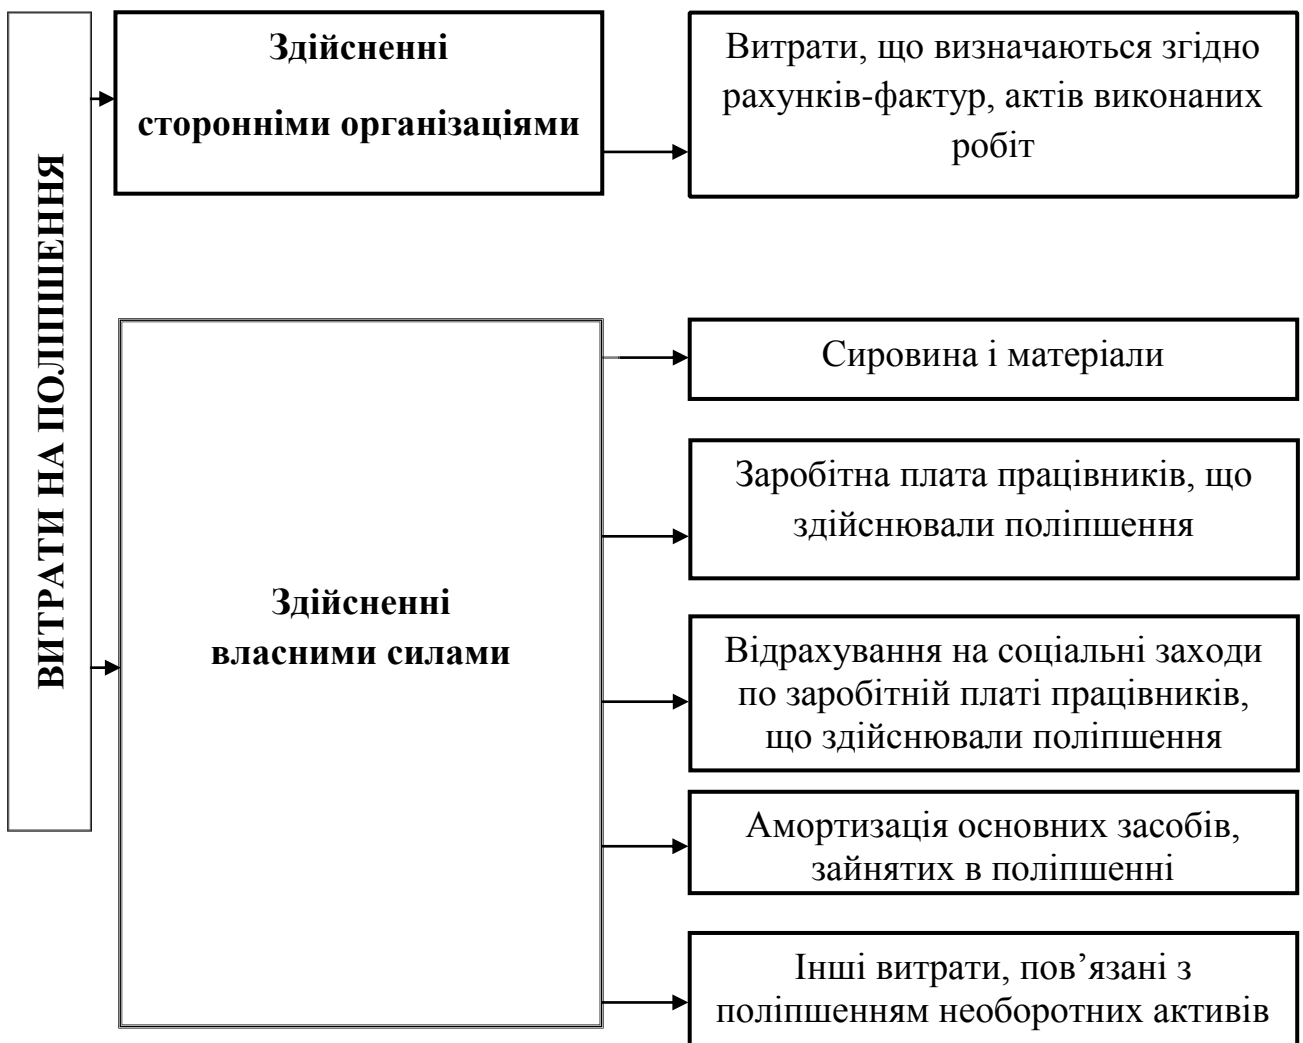 ВИТРАТИ НА ПОЛІПШЕННЯ
Здійсненні
сторонніми організаціями
Витрати, що визначаються згідно
рахунків-фактур, актів виконаних
робіт
Здійсненні
власними силами
Сировина і матеріали
Заробітна плата працівників, що
здійснювали поліпшення
Відрахування на соціальні заходи
по заробітній платі працівників,
що здійснювали поліпшення
Амортизація основних засобів,
зайнятих в поліпшенні
Інші витрати, пов’язані з
поліпшенням необоротних активів